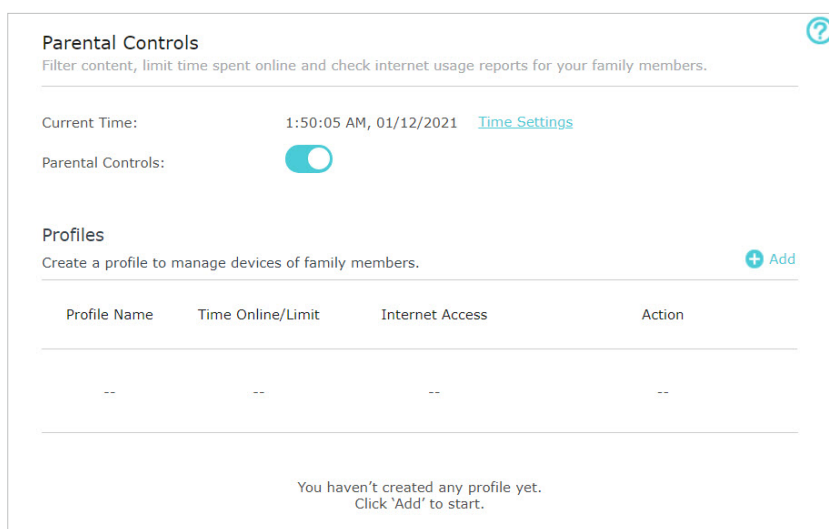 Parental Controls
Filter content, limit time spent online and check internet usage reports for your family members.
Current Time: 1:50:05 AM, 01/12/2021 Time Settings
Parental Controls:
Profiles
Create a profile to manage devices of family members.
Add
Profile Name Time Online/Limit Internet Access Action
-- -- -- --
You haven’t created any profile yet.
Click ‘Add’ to start.